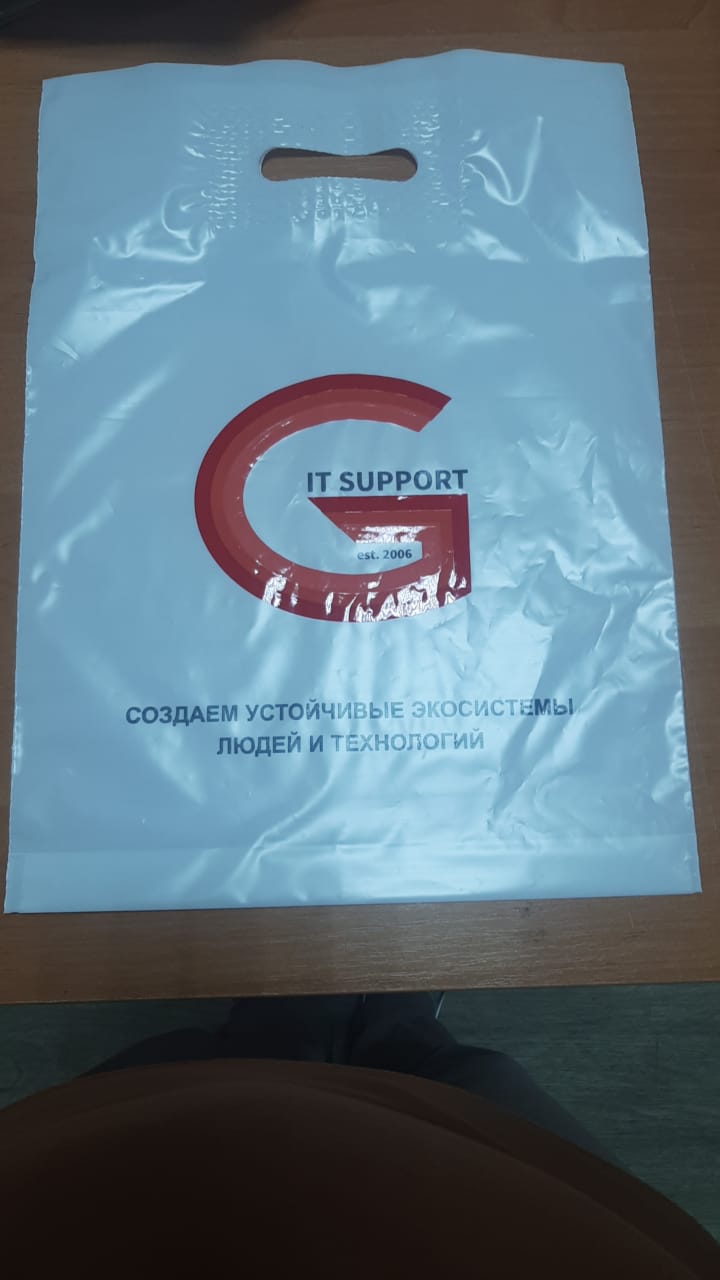 IT SUPPORT
est. 2006
СОЗДАЕМ УСТОЙЧИВЫЕ ЭКОСИСТЕМЫ
ЛЮДЕЙ И ТЕХНОЛОГИЙ